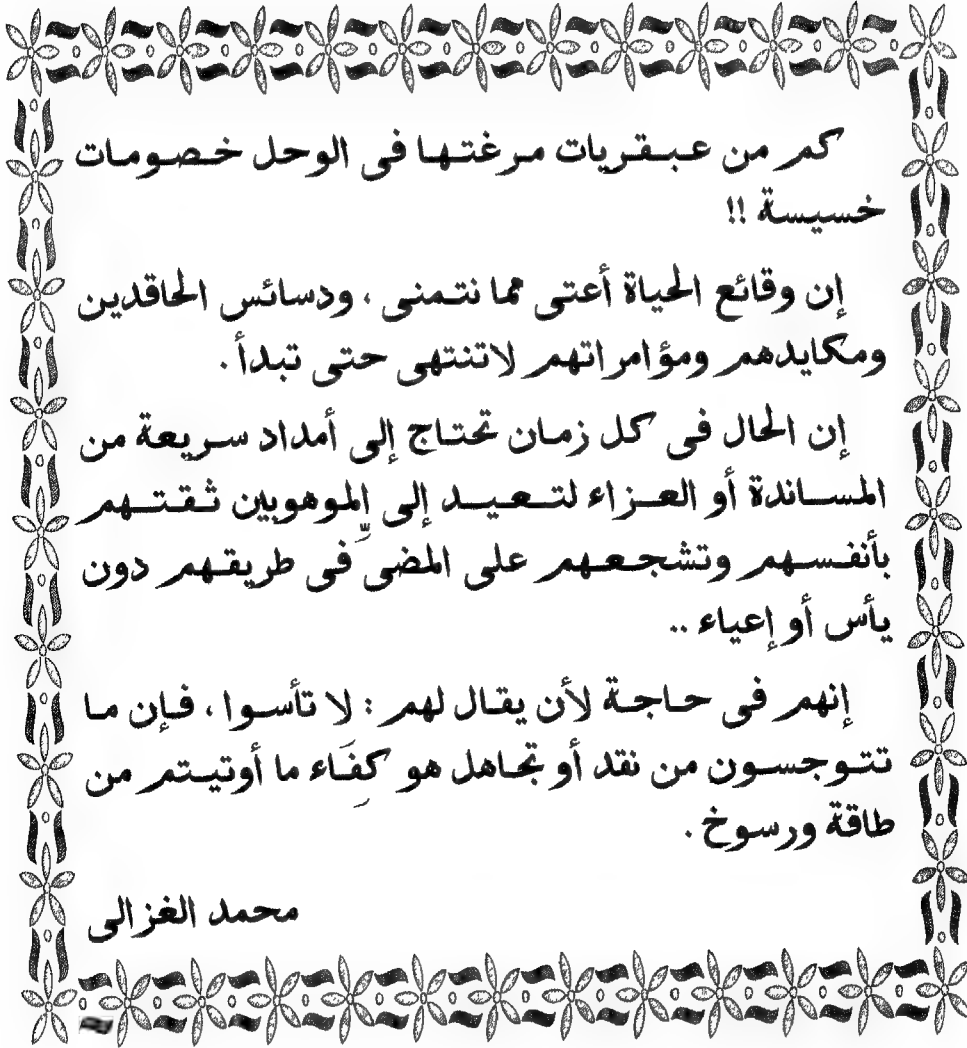 كم من عبقريات مرغتها فى الوحل خصومات
خسيسة !!
إن وقائع الحياة أعتى مما نتمنى ، ودسائس الحاقدين
ومكايدهم ومؤامراتهم لاتنتهى حتى تبدأ .
إن الحال فى كل زمان تحتاج إلى أمداد سريعة من
المساندة أو العزاء لتعيد إلى الموهوبين ثقتهم
بأنفسهم وتشجعهم على المضىِّ فى طريقهم دون
يأس أو إعياء ..
إنهم فى حاجة لأن يقال لهم : لا تأسوا ، فإن ما
تتوجسون من نقد أو تجاهل هو كِفَاء ما أوتيتم من
طاقة ورسوخ .
محمد الغزالى